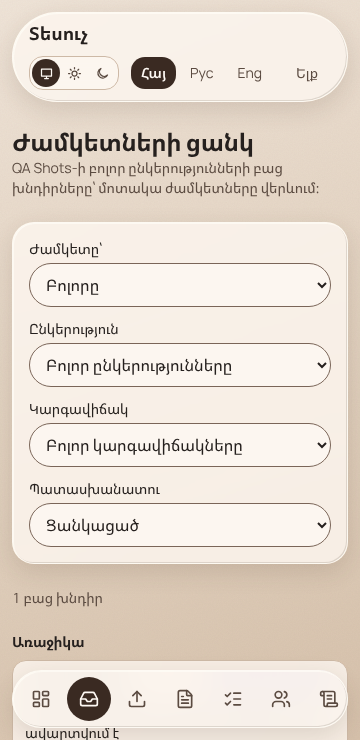 Տեսուչ
Հայ Рус Eng Ելք
Ժամկետների ցանկ
QA Shots-ի բոլոր ընկերությունների բաց
խնդիրները՝ մոտակա ժամկետները վերևում:
Ժամկետը՝
Բոլորը
Ընկերություն
Բոլոր ընկերությունները
Կարգավիճակ
Բոլոր կարգավիճակները
Պատասխանատու
Ցանկացած
1 բաց խնդիր
Առաջիկա
ավարտվում է